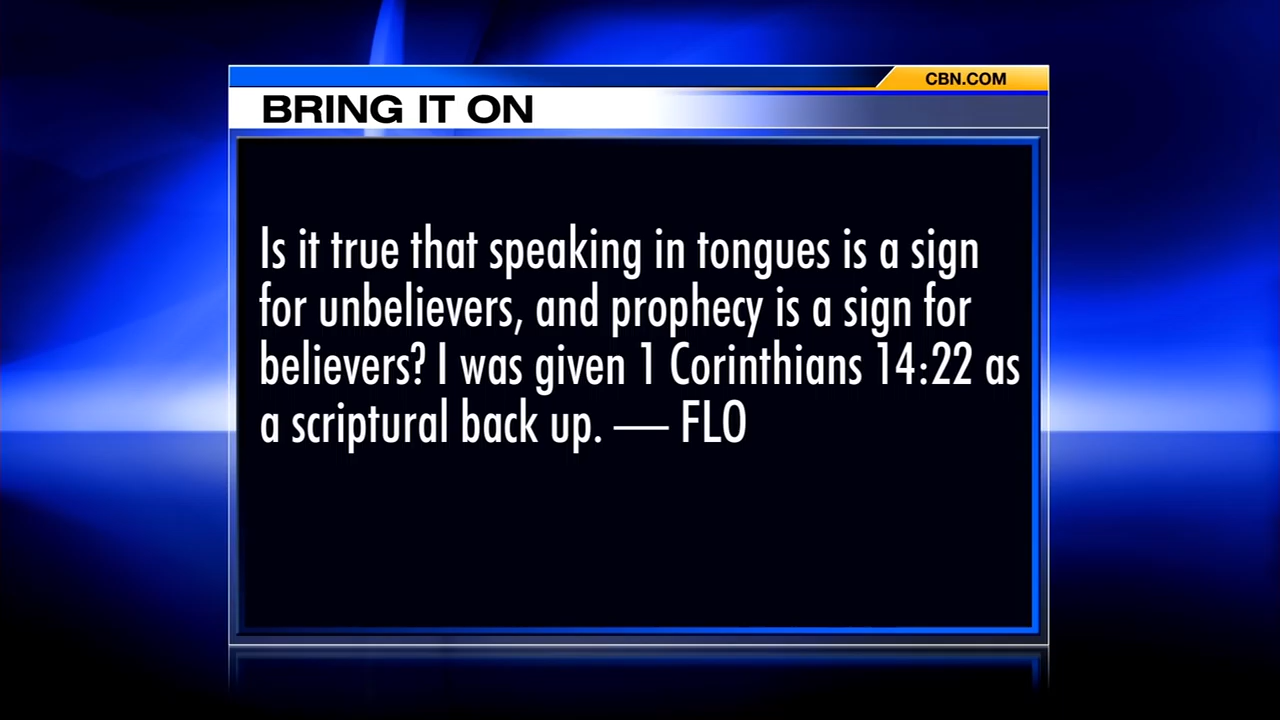 CBN.COM
BRING IT ON
Is it true that speaking in tongues is a sign
for unbelievers, and prophecy is a sign for
believers? I was given 1 Corinthians 14:22 as
a scriptural back up. — FLO